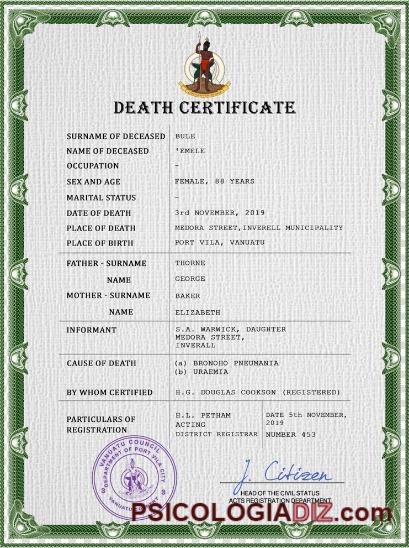 DEATH CERTIFICATE
SURNAME OF DECEASED BULE
NAME OF DECEASED 'EMELE
OCCUPATION -
SEX AND AGE FEMALE, 88 YEARS
MARITAL STATUS -
DATE OF DEATH 3rd NOVEMBER, 2019
PLACE OF DEATH MEDORA STREET,INVERELL MUNICIPALITY
PLACE OF BIRTH PORT VILA, VANUATU
FATHER - SURNAME THORNE
NAME GEORGE
MOTHER - SURNAME BAKER
NAME ELIZABETH
INFORMANT S.A. WARWICK, DAUGHTER
MEDORA STREET,
INVERALL
CAUSE OF DEATH (a) BRONOHO PNEUMANIA
(b) URAEMIA
BY WHOM CERTIFIED H.G. DOUGLAS COOKSON (REGISTERED)
PARTICULARS OF REGISTRATION
H.L. PETHAM
ACTING
DISTRICT REGISTRAR
DATE 5th NOVEMBER,
2019
NUMBER 453
VANUATU COUNCIL
DEPARTMENT OF PORT VILA CITY
J. Citizen
HEAD OF THE CIVIL STATUS
ACTS REGISTRATION DEPARTMENT
PSICOLOGIADIZ.com